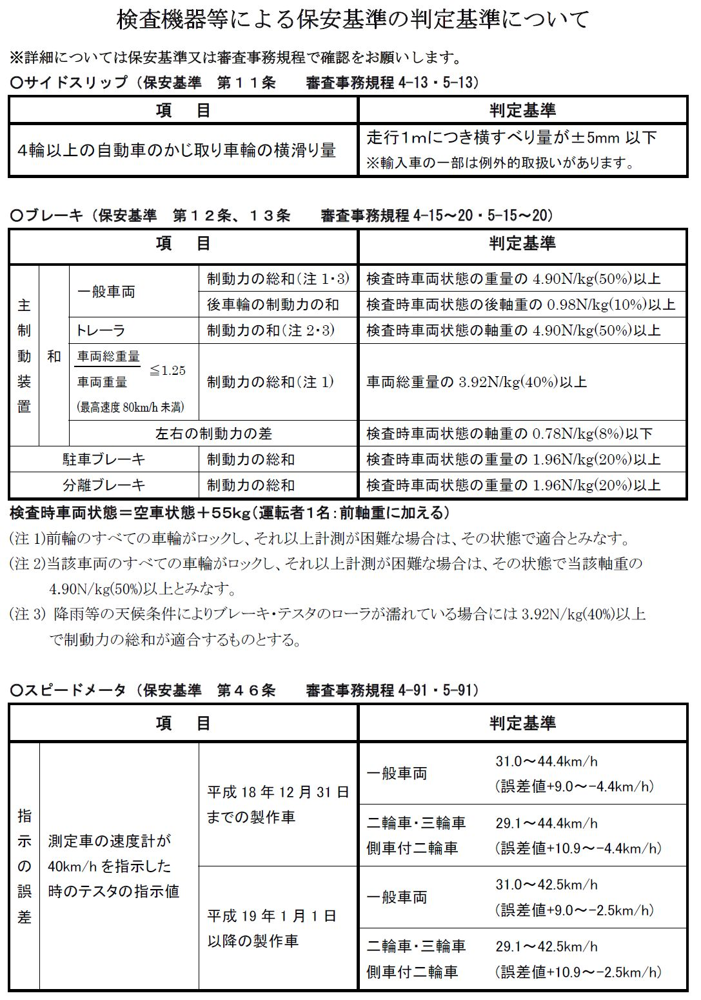 検査機器等による保安基準の判定基準について
※詳細については保安基準又は審査事務規程で確認をお願いします。
〇サイドスリップ（保安基準　第１１条　　審査事務規程4-13・5-13）
項　目
判定基準
４輪以上の自動車のかじ取り車輪の横滑り量
走行１ｍにつき横すべり量が±5mm 以下
※輸入車の一部は例外的取扱いがあります。
〇ブレーキ（保安基準　第１２条、１３条　　審査事務規程4-15～20・5-15～20）
項　目
判定基準
主制動装置
和
一般車両
制動力の総和（注1・3）
検査時車両状態の重量の 4.90N/kg(50%)以上
後車輪の制動力の和
検査時車両状態の後軸重の 0.98N/kg(10%)以上
トレーラ
制動力の和（注2・3）
検査時車両状態の軸重の 4.90N/kg(50%)以上
車両総重量
車両重量
≦1.25
(最高速度 80km/h 未満)
制動力の総和（注1）
車両総重量の 3.92N/kg(40%)以上
左右の制動力の差
検査時車両状態の軸重の 0.78N/kg(8%)以下
駐車ブレーキ
制動力の総和
検査時車両状態の重量の 1.96N/kg(20%)以上
分離ブレーキ
制動力の総和
検査時車両状態の重量の 1.96N/kg(20%)以上
検査時車両状態＝空車状態＋５５kg（運転者１名：前軸重に加える）
(注 1)前輪のすべての車輪がロックし、それ以上計測が困難な場合は、その状態で適合とみなす。
(注 2)当該車両のすべての車輪がロックし、それ以上計測が困難な場合は、その状態で当該軸重の
4.90N/kg(50%)以上とみなす。
(注 3) 降雨等の天候条件によりブレーキ・テスタのローラが濡れている場合には 3.92N/kg(40%)以上
で制動力の総和が適合するものとする。
〇スピードメータ（保安基準　第４６条　　審査事務規程4-91・5-91）
項　目
判定基準
指示の誤差
測定車の速度計が
40km/h を指示した
時のテスタの指示値
平成 18 年 12 月 31 日
までの製作車
一般車両
31.0～44.4km/h
（誤差値+9.0～-4.4km/h）
二輪車・三輪車
側車付二輪車
29.1～44.4km/h
（誤差値+10.9～-4.4km/h）
平成 19 年 1 月 1 日
以降の製作車
一般車両
31.0～42.5km/h
（誤差値+9.0～-2.5km/h）
二輪車・三輪車
側車付二輪車
29.1～42.5km/h
（誤差値+10.9～-2.5km/h）